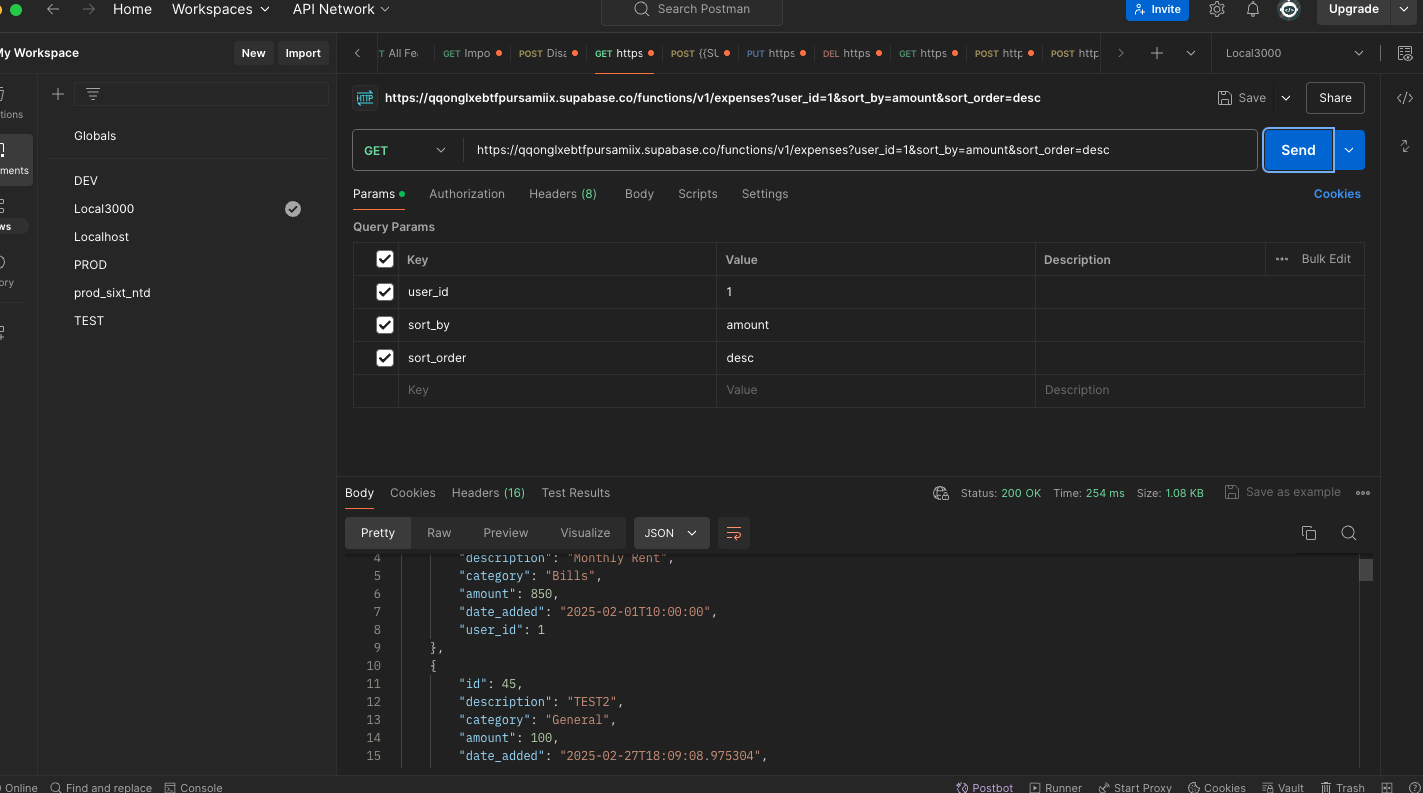 Home Workspaces API Network Search Postman Invite Upgrade
My Workspace New Import All Fe GET Impo POST Disa GET https POST {{SL PUT https DEL https GET https POST http POST http Local3000
Globals
DEV
Local3000
Localhost
PROD
prod_sixt_ntd
TEST
HTTP https://qqonglxebtfpursamiix.supabase.co/functions/v1/expenses?user_id=1&sort_by=amount&sort_order=desc Save Share
GET https://qqonglxebtfpursamiix.supabase.co/functions/v1/expenses?user_id=1&sort_by=amount&sort_order=desc Send
Params Authorization Headers (8) Body Scripts Settings Cookies
Query Params
Key Value Description Bulk Edit
user_id 1
sort_by amount
sort_order desc
Key Value Description
Body Cookies Headers (16) Test Results Status: 200 OK Time: 254 ms Size: 1.08 KB Save as example
Pretty Raw Preview Visualize JSON
4 "description": "Monthly Rent",
5 "category": "Bills",
6 "amount": 850,
7 "date_added": "2025-02-01T10:00:00",
8 "user_id": 1
9 },
10 {
11 "id": 45,
12 "description": "TEST2",
13 "category": "General",
14 "amount": 100,
15 "date_added": "2025-02-27T18:09:08.975304",
Online Find and replace Console Postbot Runner Start Proxy Cookies Vault Trash